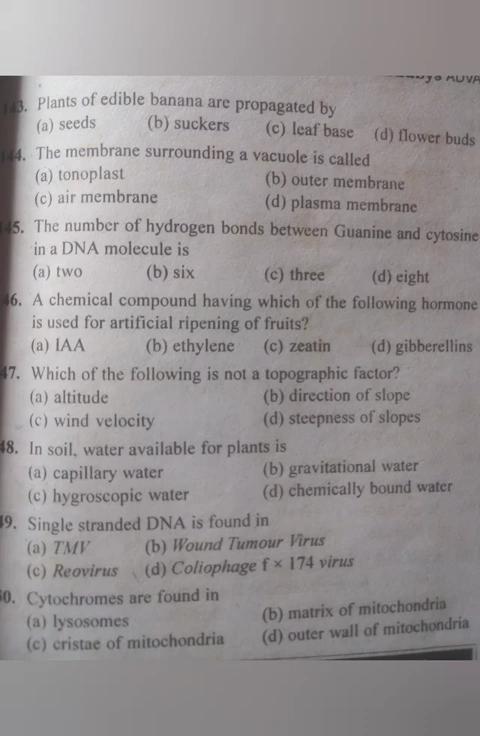 143. Plants of edible banana are propagated by
(a) seeds (b) suckers (c) leaf base (d) flower buds
144. The membrane surrounding a vacuole is called
(a) tonoplast (b) outer membrane
(c) air membrane (d) plasma membrane
45. The number of hydrogen bonds between Guanine and cytosine
in a DNA molecule is
(a) two (b) six (c) three (d) eight
46. A chemical compound having which of the following hormone
is used for artificial ripening of fruits?
(a) IAA (b) ethylene (c) zeatin (d) gibberellins
47. Which of the following is not a topographic factor?
(a) altitude (b) direction of slope
(c) wind velocity (d) steepness of slopes
48. In soil, water available for plants is
(a) capillary water (b) gravitational water
(c) hygroscopic water (d) chemically bound water
49. Single stranded DNA is found in
(a) TMV (b) Wound Tumour Virus
(c) Reovirus (d) Coliophage f × 174 virus
50. Cytochromes are found in
(a) lysosomes (b) matrix of mitochondria
(c) cristae of mitochondria (d) outer wall of mitochondria